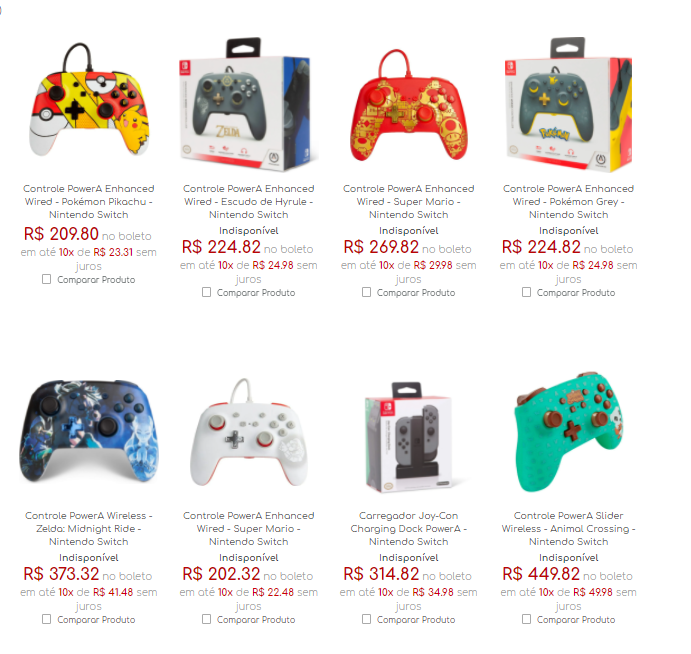 ZELDA
POKéMON
Controle PowerA Enhanced
Wired - Pokémon Pikachu -
Nintendo Switch
R$ 209.80 no boleto
em até 10x de R$ 23.31 sem
juros
Comparar Produto
Controle PowerA Enhanced
Wired - Escudo de Hyrule -
Nintendo Switch
Indisponível
R$ 224.82 no boleto
em até 10x de R$ 24.98 sem
juros
Comparar Produto
Controle PowerA Enhanced
Wired - Super Mario -
Nintendo Switch
Indisponível
R$ 269.82 no boleto
em até 10x de R$ 29.98 sem
juros
Comparar Produto
Controle PowerA Enhanced
Wired - Pokémon Grey -
Nintendo Switch
Indisponível
R$ 224.82 no boleto
em até 10x de R$ 24.98 sem
juros
Comparar Produto
Controle PowerA Wireless -
Zelda: Midnight Ride -
Nintendo Switch
Indisponível
R$ 373.32 no boleto
em até 10x de R$ 41.48 sem
juros
Comparar Produto
Controle PowerA Enhanced
Wired - Super Mario -
Nintendo Switch
Indisponível
R$ 202.32 no boleto
em até 10x de R$ 22.48 sem
juros
Comparar Produto
Carregador Joy-Con
Charging Dock PowerA -
Nintendo Switch
Indisponível
R$ 314.82 no boleto
em até 10x de R$ 34.98 sem
juros
Comparar Produto
Controle PowerA Slider
Wireless - Animal Crossing -
Nintendo Switch
Indisponível
R$ 449.82 no boleto
em até 10x de R$ 49.98 sem
juros
Comparar Produto